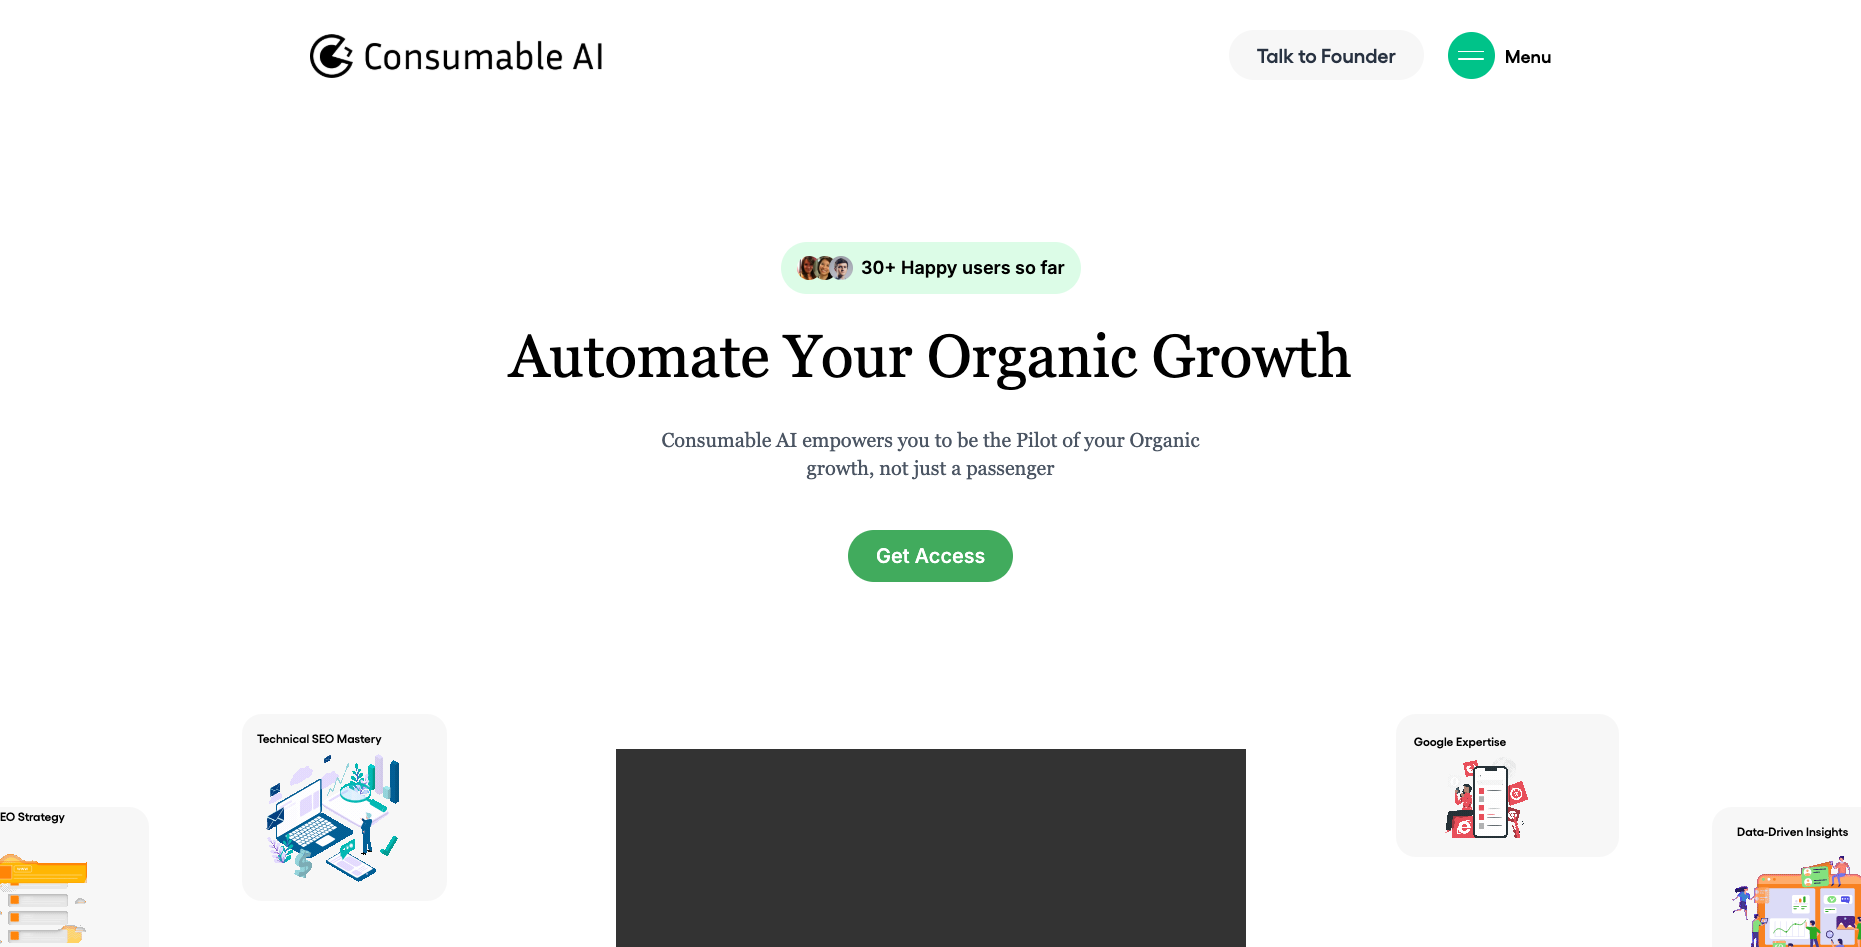 Consumable AI
Talk to Founder
Menu
30+ Happy users so far
Automate Your Organic Growth
Consumable AI empowers you to be the Pilot of your Organic
growth, not just a passenger
Get Access
Technical SEO Mastery
Google Expertise
EO Strategy
Data-Driven Insights